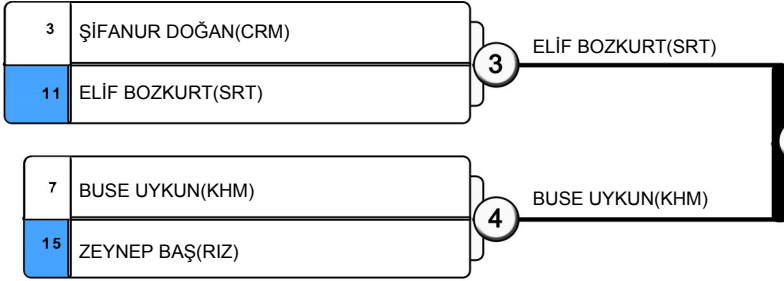 3 ŞİFANUR DOĞAN(CRM)
3 ELİF BOZKURT(SRT)
11 ELİF BOZKURT(SRT)
7 BUSE UYKUN(KHM)
4 BUSE UYKUN(KHM)
15 ZEYNEP BAŞ(RIZ)